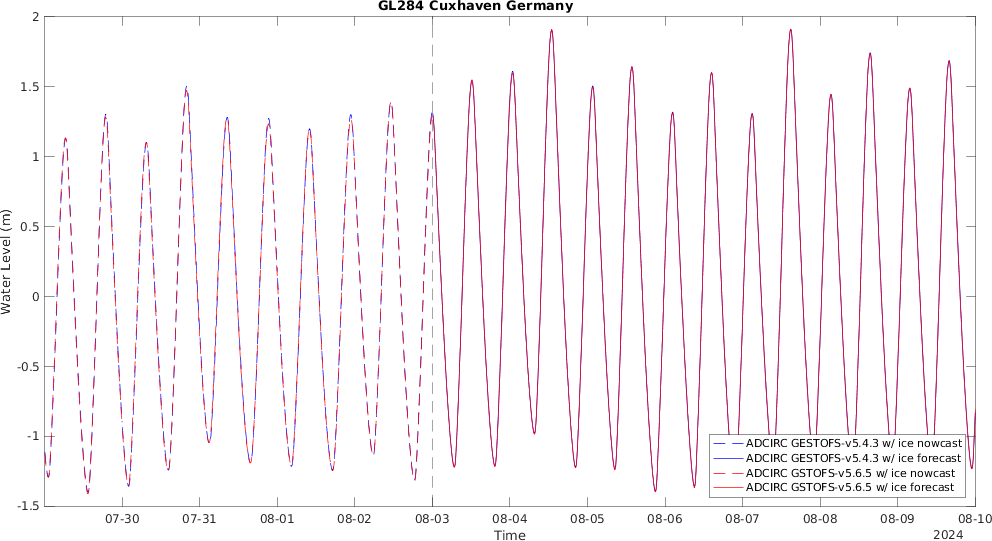 GL284 Cuxhaven Germany
2
1.5
1
0.5
0
-0.5
-1
-1.5
Water Level (m)
07-30 07-31 08-01 08-02 08-03 08-04 08-05 08-06 08-07 08-08 08-09 08-10
Time
2024
ADCIRC GESTOFS-v5.4.3 w/ ice nowcast
ADCIRC GESTOFS-v5.4.3 w/ ice forecast
ADCIRC GSTOFS-v5.6.5 w/ ice nowcast
ADCIRC GSTOFS-v5.6.5 w/ ice forecast